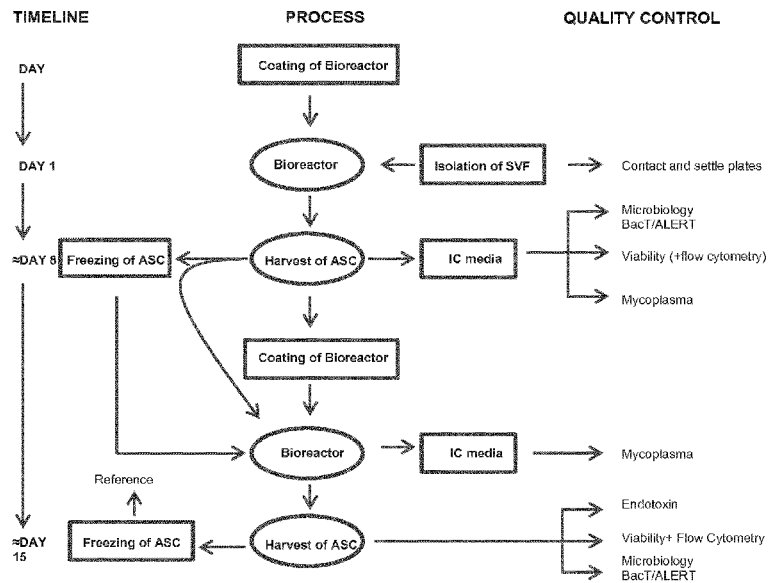 TIMELINE PROCESS QUALITY CONTROL
DAY
Coating of Bioreactor
DAY 1
Bioreactor
Isolation of SVF
Contact and settle plates
Microbiology
BacT/ALERT
≈DAY 8
Freezing of ASC
Harvest of ASC
IC media
Viability (+flow cytometry)
Mycoplasma
Coating of Bioreactor
Bioreactor
IC media
Mycoplasma
Reference
Endotoxin
≈DAY
15
Freezing of ASC
Harvest of ASC
Viability+ Flow Cytometry
Microbiology
BacT/ALERT